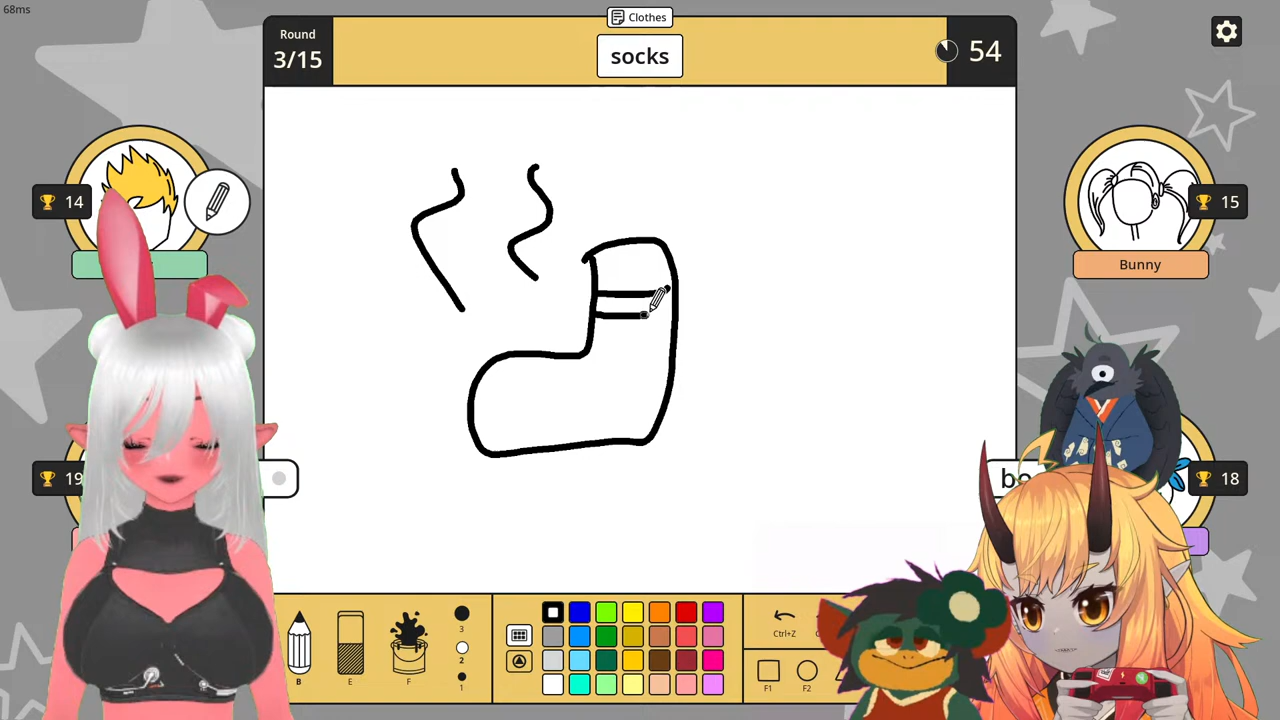 68ms
Clothes
Round
3/15
socks
54
14
15
Bunny
19
18
B
E
F
3
2
1
Ctrl+Z
F1
F2